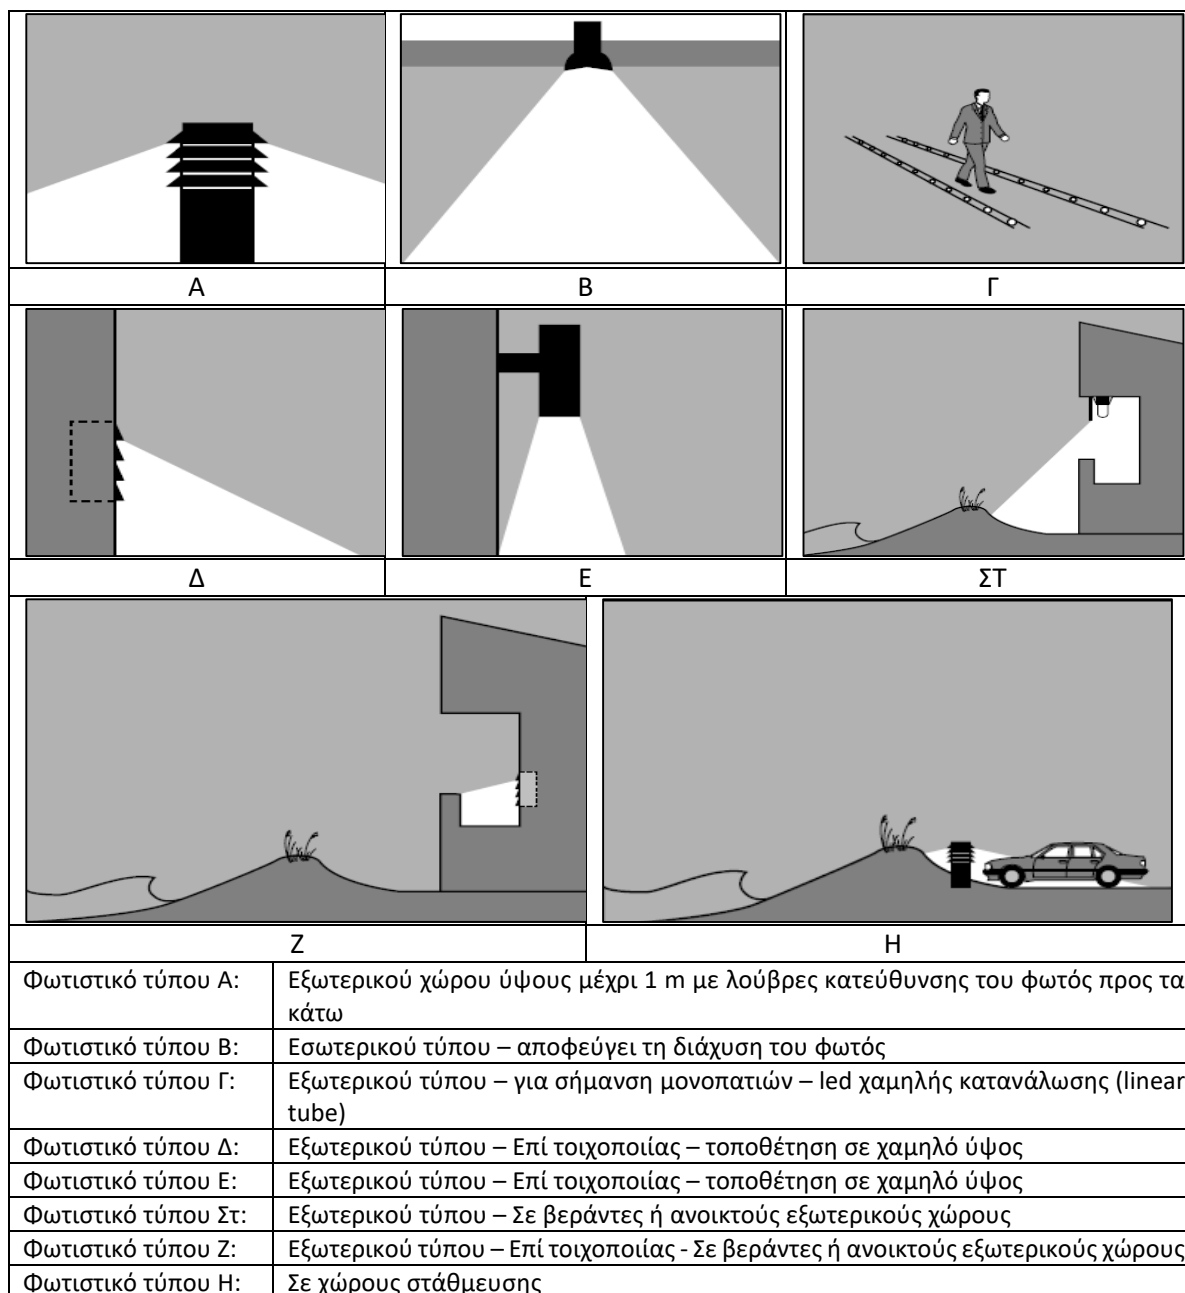 Α Β Γ
Δ Ε ΣΤ
Ζ Η
Φωτιστικό τύπου Α: Εξωτερικού χώρου ύψους μέχρι 1 m με λούβρες κατεύθυνσης του φωτός προς τα
κάτω
Φωτιστικό τύπου Β: Εσωτερικού τύπου – αποφεύγει τη διάχυση του φωτός
Φωτιστικό τύπου Γ: Εξωτερικού τύπου – για σήμανση μονοπατιών – led χαμηλής κατανάλωσης (linear
tube)
Φωτιστικό τύπου Δ: Εξωτερικού τύπου – Επί τοιχοποιίας – τοποθέτηση σε χαμηλό ύψος
Φωτιστικό τύπου Ε: Εξωτερικού τύπου – Επί τοιχοποιίας – τοποθέτηση σε χαμηλό ύψος
Φωτιστικό τύπου Στ: Εξωτερικού τύπου – Σε βεράντες ή ανοικτούς εξωτερικούς χώρους
Φωτιστικό τύπου Ζ: Εξωτερικού τύπου – Επί τοιχοποιίας - Σε βεράντες ή ανοικτούς εξωτερικούς χώρους
Φωτιστικό τύπου Η: Σε χώρους στάθμευσης